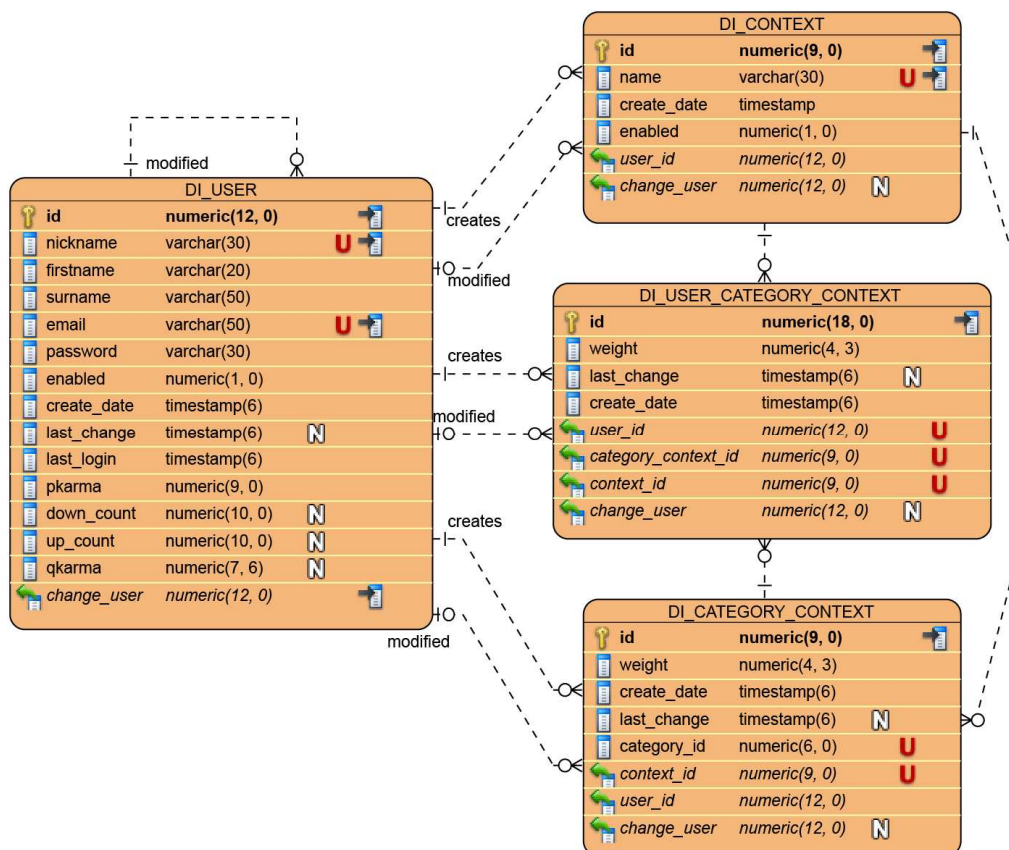 DI_CONTEXT
id numeric(9, 0)
name varchar(30) U
create_date timestamp
enabled numeric(1, 0)
user_id numeric(12, 0)
change_user numeric(12, 0) N
modified
DI_USER
id numeric(12, 0)
nickname varchar(30) U
firstname varchar(20)
surname varchar(50)
email varchar(50) U
password varchar(30)
enabled numeric(1, 0)
create_date timestamp(6)
last_change timestamp(6) N
last_login timestamp(6)
pkarma numeric(9, 0)
down_count numeric(10, 0) N
up_count numeric(10, 0) N
qkarma numeric(7, 6) N
change_user numeric(12, 0)
creates
modified
creates
modified
creates
modified
DI_USER_CATEGORY_CONTEXT
id numeric(18, 0)
weight numeric(4, 3)
last_change timestamp(6) N
create_date timestamp(6)
user_id numeric(12, 0) U
category_context_id numeric(9, 0) U
context_id numeric(9, 0) U
change_user numeric(12, 0) N
DI_CATEGORY_CONTEXT
id numeric(9, 0)
weight numeric(4, 3)
create_date timestamp(6)
last_change timestamp(6) N
category_id numeric(6, 0) U
context_id numeric(9, 0) U
user_id numeric(12, 0)
change_user numeric(12, 0) N